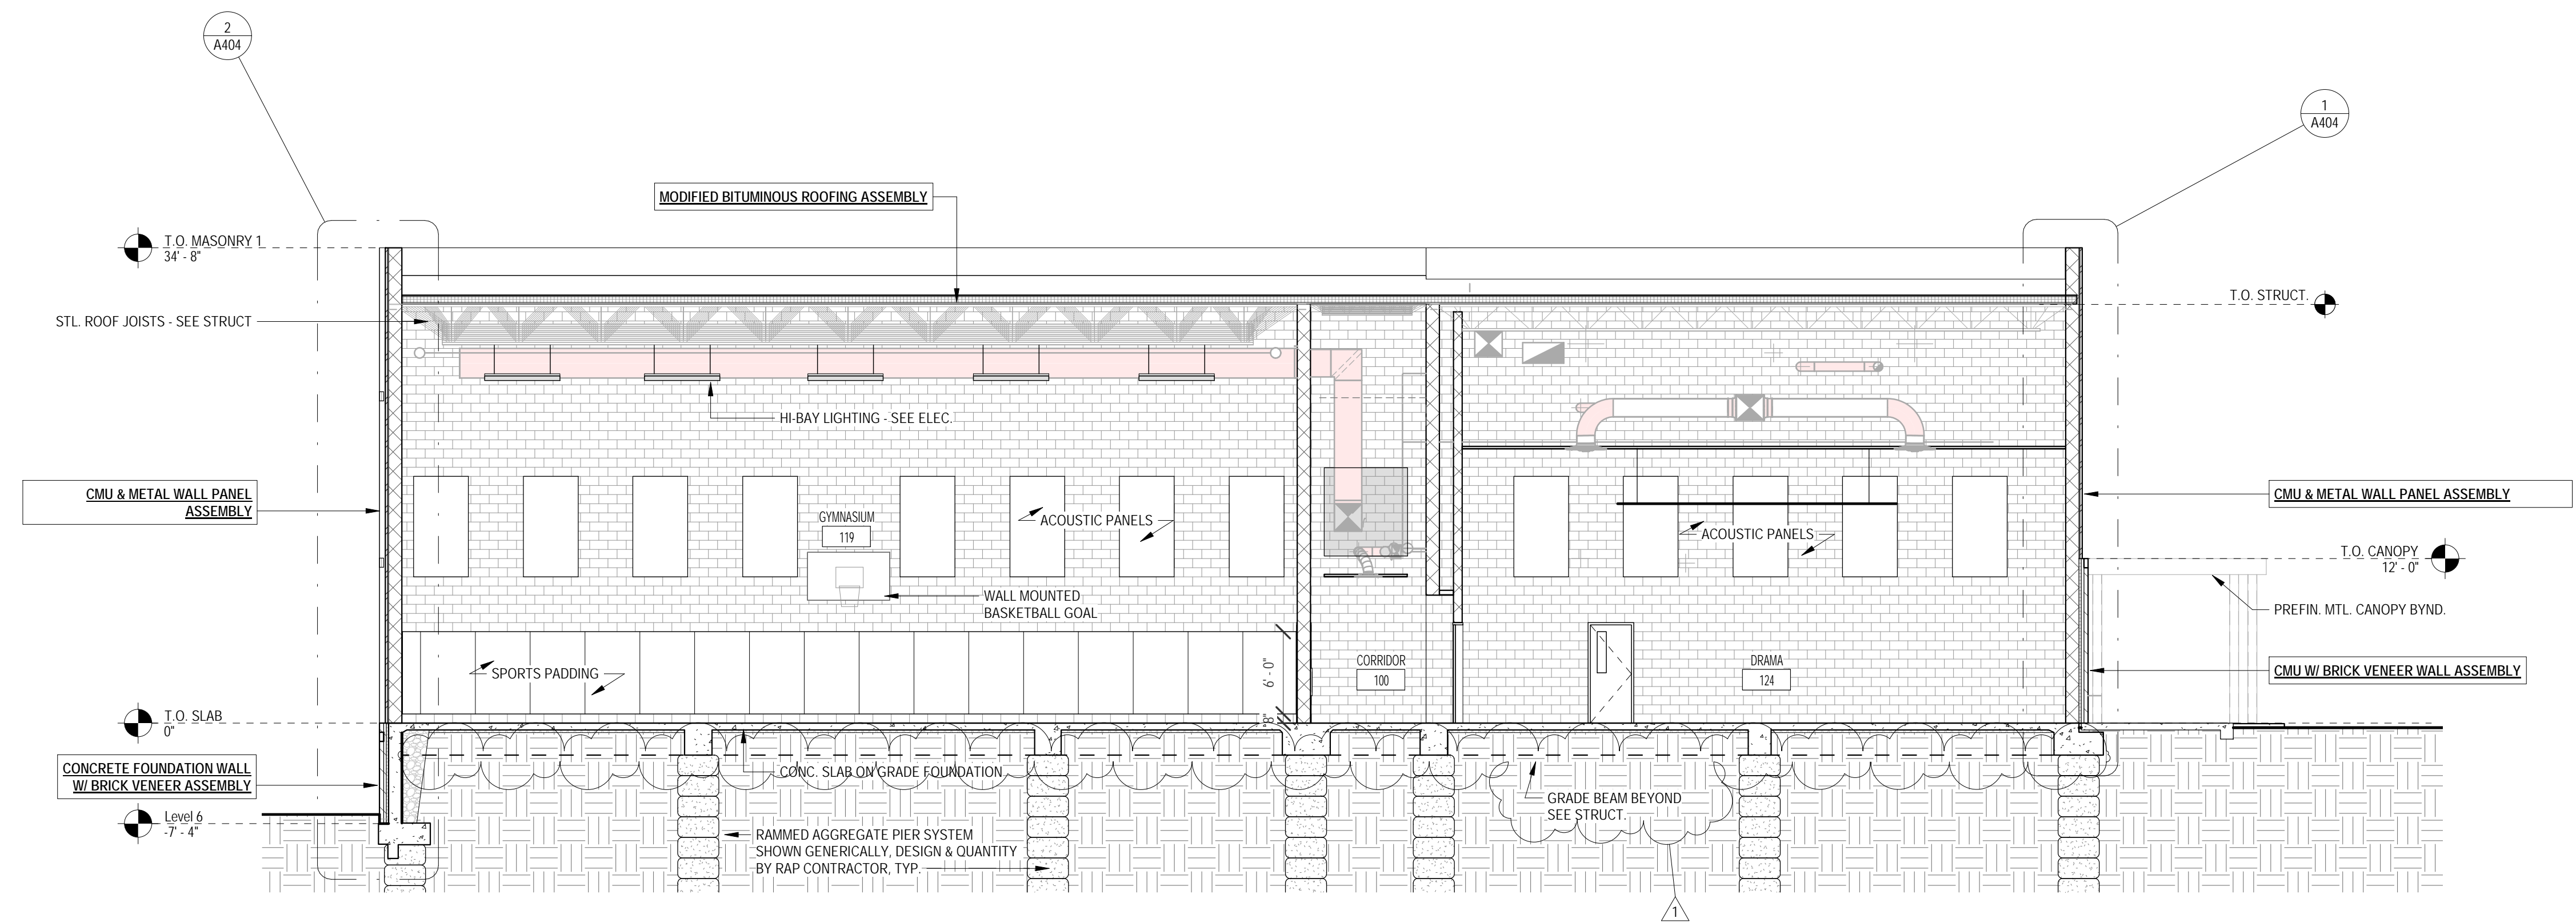 2
A404
1
A404
MODIFIED BITUMINOUS ROOFING ASSEMBLY
T.O. MASONRY 1
34' - 8"
T.O. STRUCT.
STL. ROOF JOISTS - SEE STRUCT
HI-BAY LIGHTING - SEE ELEC.
CMU & METAL WALL PANEL
ASSEMBLY
CMU & METAL WALL PANEL ASSEMBLY
GYMNASIUM
119
ACOUSTIC PANELS
ACOUSTIC PANELS
T.O. CANOPY
12' - 0"
WALL MOUNTED
BASKETBALL GOAL
PREFIN. MTL. CANOPY BYND.
SPORTS PADDING
6' - 0"
8"
CORRIDOR
100
DRAMA
124
CMU W/ BRICK VENEER WALL ASSEMBLY
T.O. SLAB
0"
CONCRETE FOUNDATION WALL
W/ BRICK VENEER ASSEMBLY
CONC. SLAB ON GRADE FOUNDATION
GRADE BEAM BEYOND
SEE STRUCT.
Level 6
-7' - 4"
RAMMED AGGREGATE PIER SYSTEM
SHOWN GENERICALLY, DESIGN & QUANTITY
BY RAP CONTRACTOR, TYP.
1